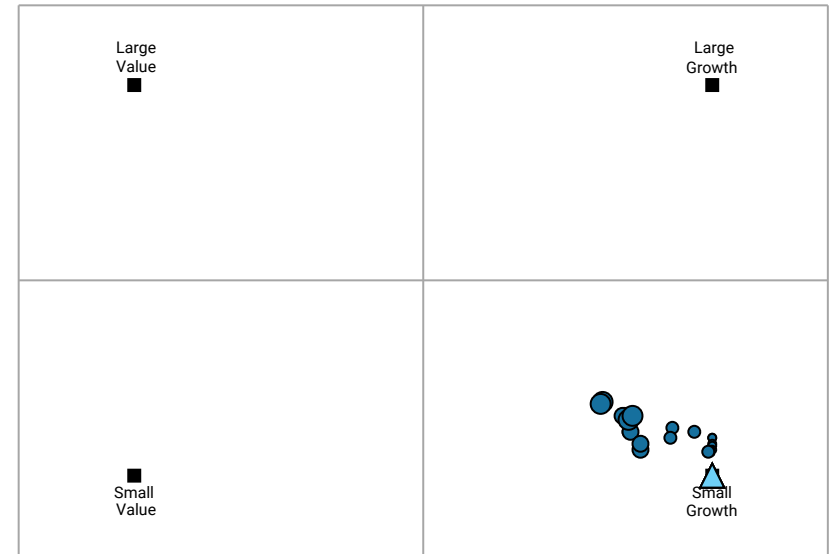 Large
Value
Large
Growth
Small
Value
Small
Growth